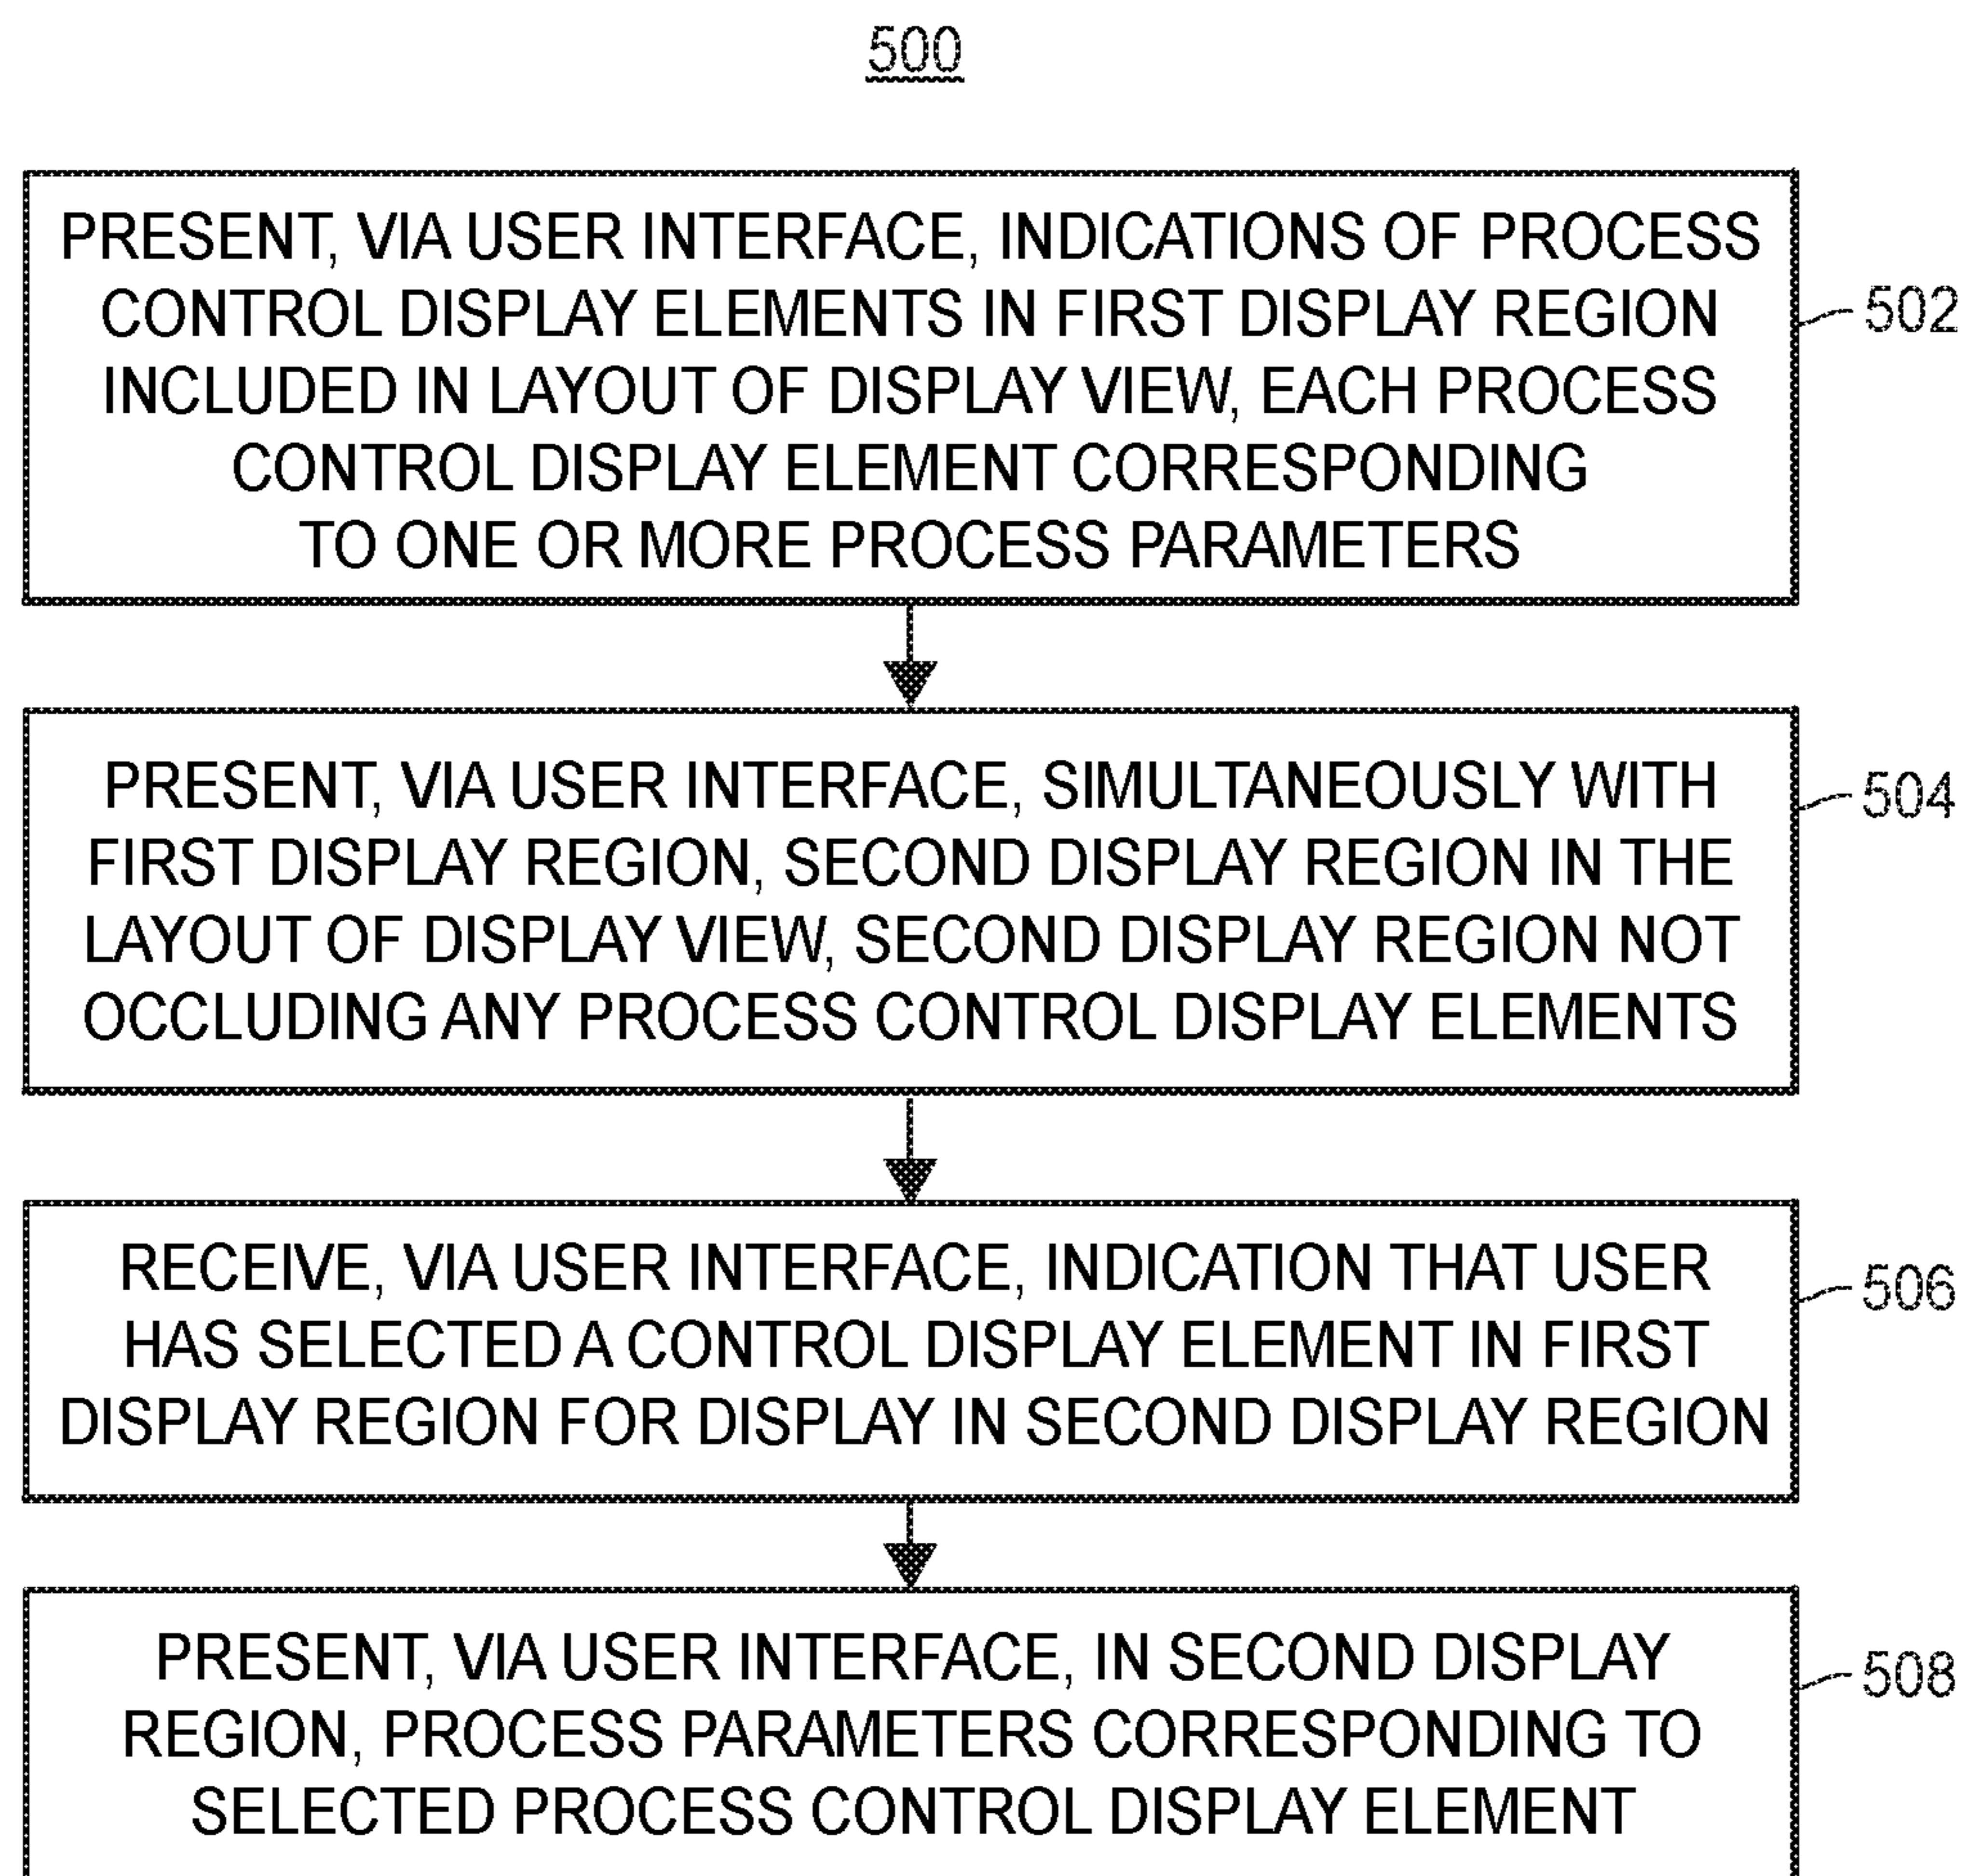 500
PRESENT, VIA USER INTERFACE, INDICATIONS OF PROCESS
CONTROL DISPLAY ELEMENTS IN FIRST DISPLAY REGION
INCLUDED IN LAYOUT OF DISPLAY VIEW, EACH PROCESS
CONTROL DISPLAY ELEMENT CORRESPONDING
TO ONE OR MORE PROCESS PARAMETERS
502
PRESENT, VIA USER INTERFACE, SIMULTANEOUSLY WITH
FIRST DISPLAY REGION, SECOND DISPLAY REGION IN THE
LAYOUT OF DISPLAY VIEW, SECOND DISPLAY REGION NOT
OCCLUDING ANY PROCESS CONTROL DISPLAY ELEMENTS
504
RECEIVE, VIA USER INTERFACE, INDICATION THAT USER
HAS SELECTED A CONTROL DISPLAY ELEMENT IN FIRST
DISPLAY REGION FOR DISPLAY IN SECOND DISPLAY REGION
506
PRESENT, VIA USER INTERFACE, IN SECOND DISPLAY
REGION, PROCESS PARAMETERS CORRESPONDING TO
SELECTED PROCESS CONTROL DISPLAY ELEMENT
508